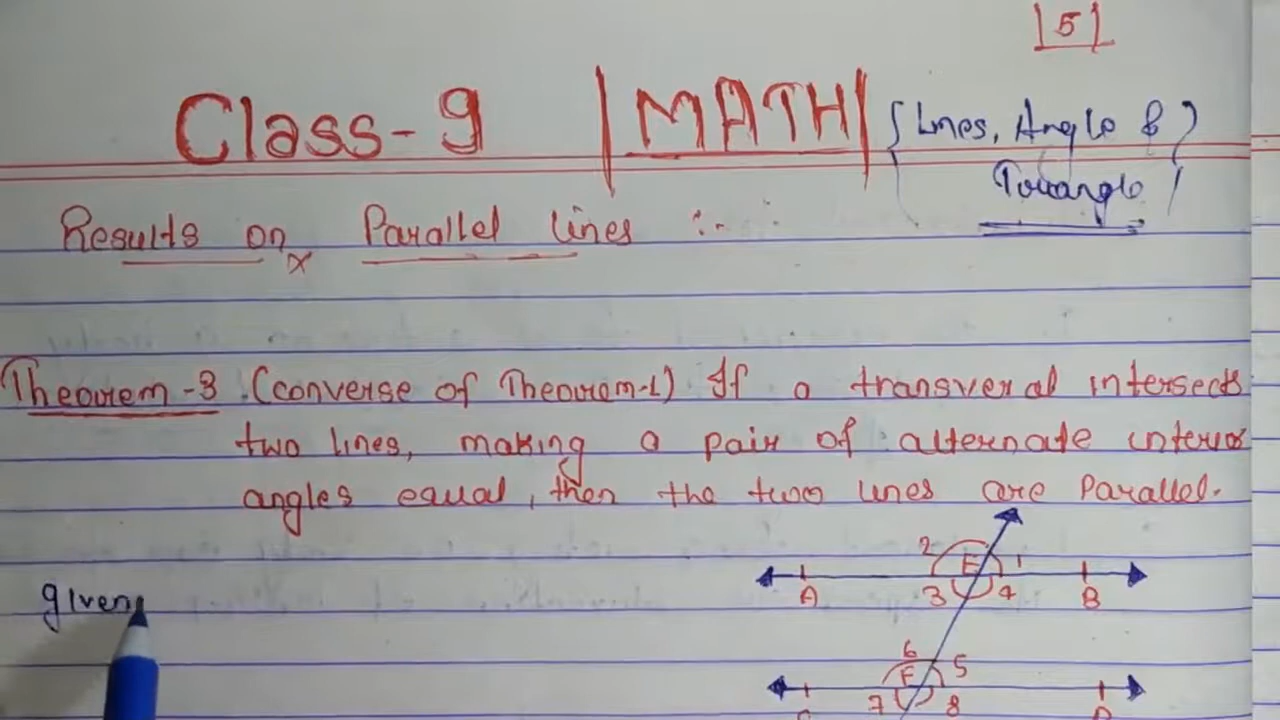 |5|
Class-9 |MATH| {Lines, Angle &
Triangle}
Results on Parallel lines :-
Theorem-3 (converse of Theorem-1) If a transveral intersects
two lines, making a pair of alternate interior
angles equal, then the two lines are Parallel.
2 E 1
A 3 4 B
given
6 F 5
7 8